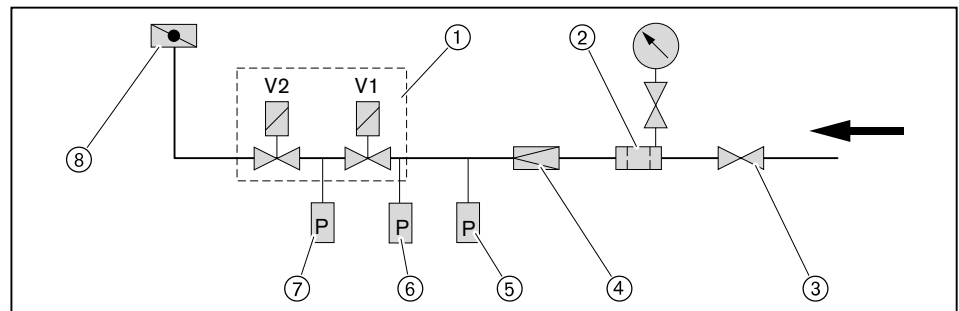 ① ②
V2 V1
⑧
P P P
⑦ ⑥ ⑤ ④ ③